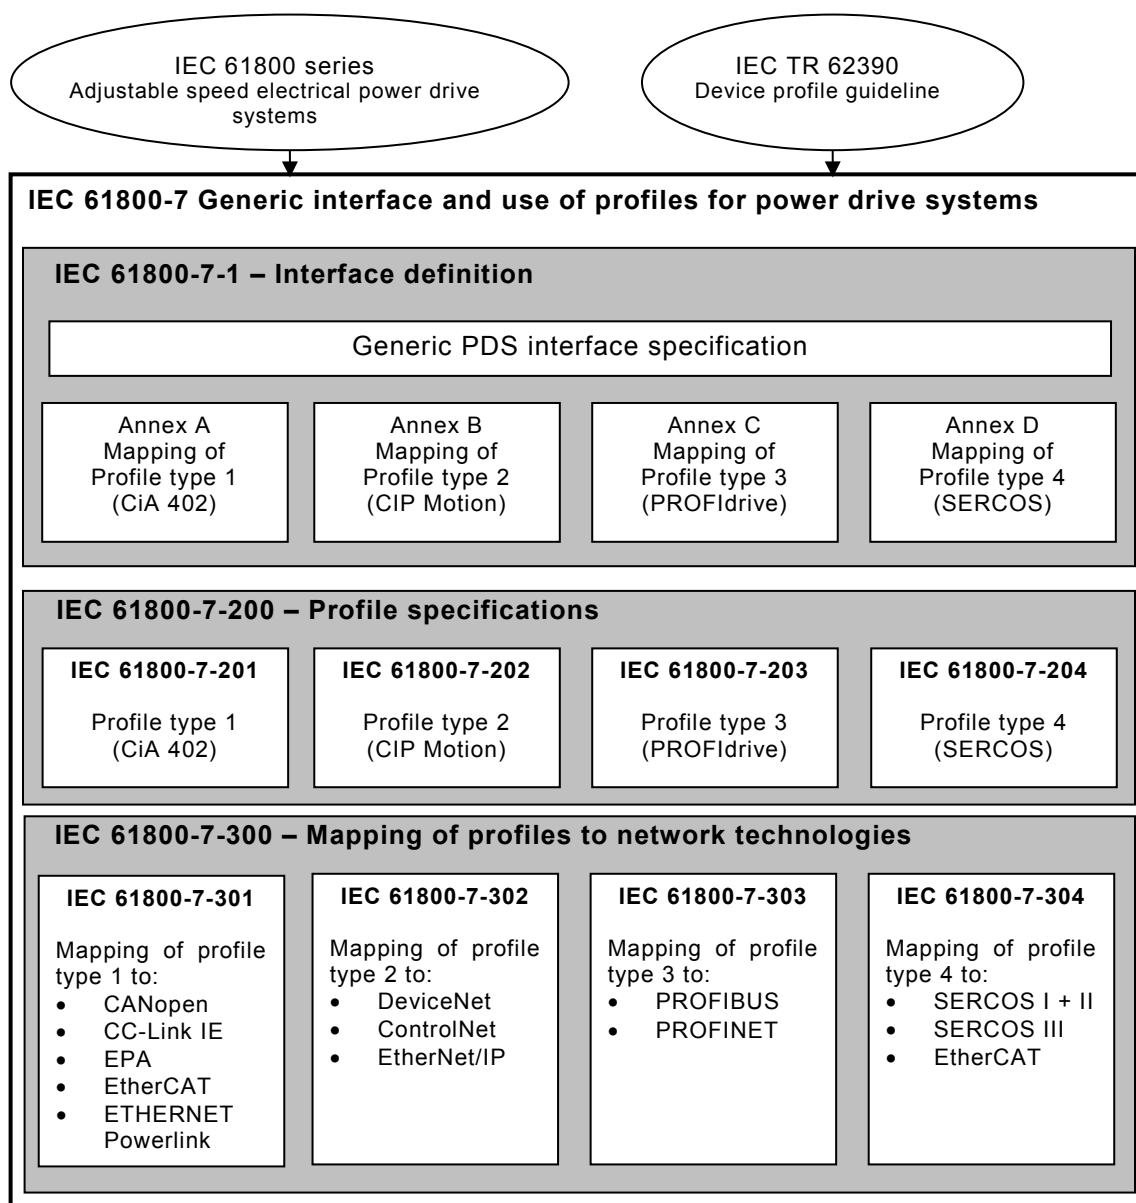 IEC 61800 series
Adjustable speed electrical power drive
systems
IEC TR 62390
Device profile guideline
IEC 61800-7 Generic interface and use of profiles for power drive systems
IEC 61800-7-1 – Interface definition
Generic PDS interface specification
Annex A
Mapping of
Profile type 1
(CiA 402)
Annex B
Mapping of
Profile type 2
(CIP Motion)
Annex C
Mapping of
Profile type 3
(PROFIdrive)
Annex D
Mapping of
Profile type 4
(SERCOS)
IEC 61800-7-200 – Profile specifications
IEC 61800-7-201
Profile type 1
(CiA 402)
IEC 61800-7-202
Profile type 2
(CIP Motion)
IEC 61800-7-203
Profile type 3
(PROFIdrive)
IEC 61800-7-204
Profile type 4
(SERCOS)
IEC 61800-7-300 – Mapping of profiles to network technologies
IEC 61800-7-301
Mapping of profile
type 1 to:
• CANopen
• CC-Link IE
• EPA
• EtherCAT
• ETHERNET
Powerlink
IEC 61800-7-302
Mapping of profile
type 2 to:
• DeviceNet
• ControlNet
• EtherNet/IP
IEC 61800-7-303
Mapping of profile
type 3 to:
• PROFIBUS
• PROFINET
IEC 61800-7-304
Mapping of profile
type 4 to:
• SERCOS I + II
• SERCOS III
• EtherCAT